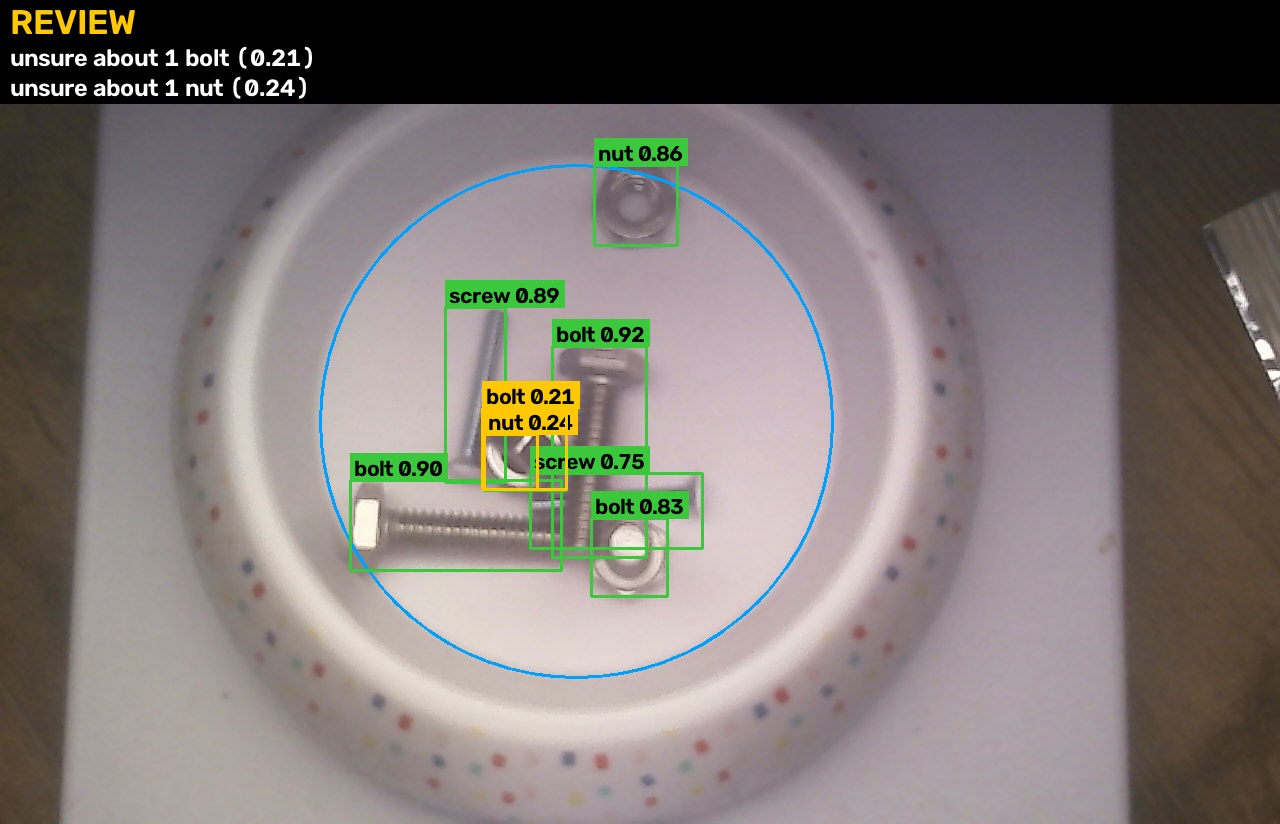 REVIEW
unsure about 1 bolt (0.21)
unsure about 1 nut (0.24)
nut 0.86
screw 0.89
bolt 0.92
bolt 0.21
nut 0.24
screw 0.75
bolt 0.90
bolt 0.83